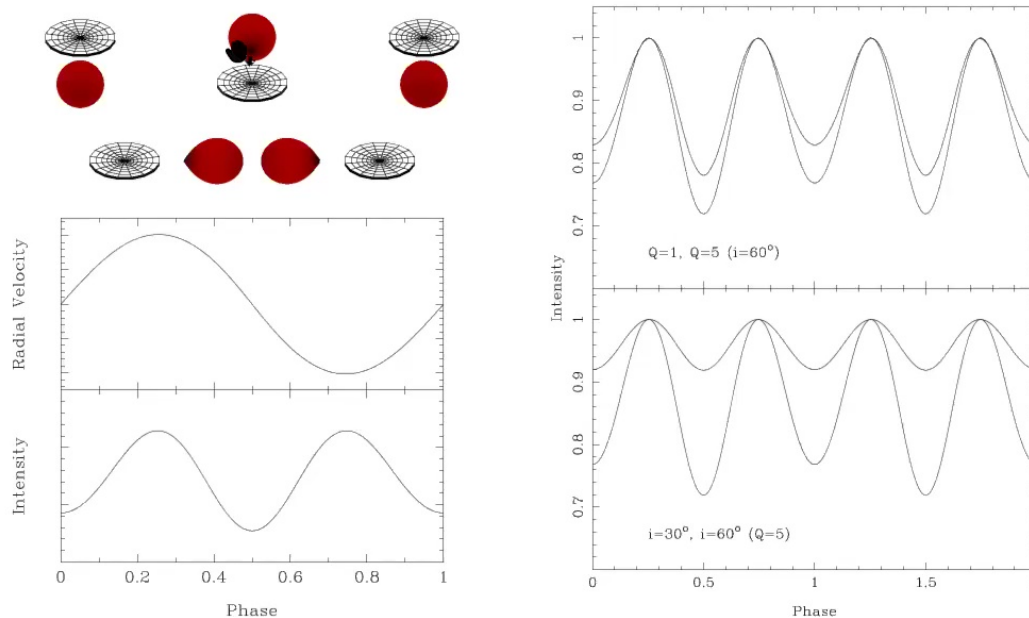 Radial Velocity
Intensity
0
0.2
0.4
0.6
0.8
1
Phase
1
0.9
0.8
0.7
Q=1, Q=5 (i=60°)
Intensity
1
0.9
0.8
0.7
i=30°, i=60° (Q=5)
0
0.5
1
1.5
Phase